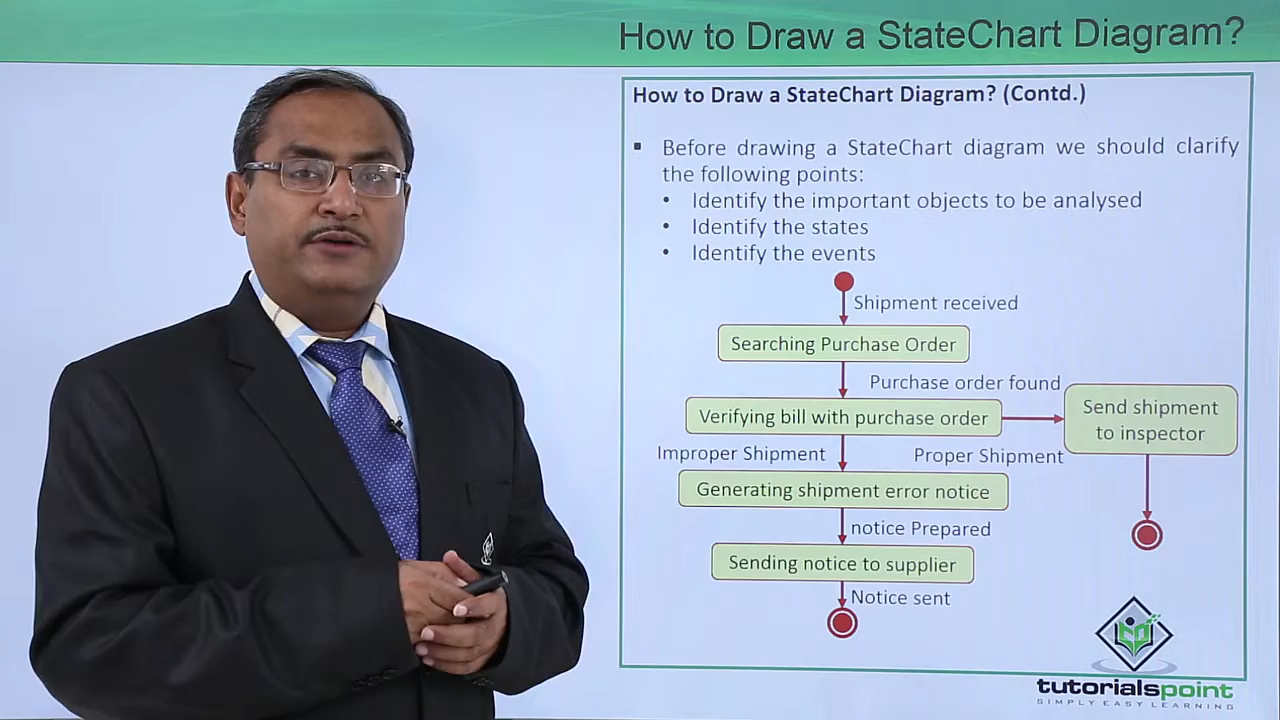 How to Draw a StateChart Diagram?
How to Draw a StateChart Diagram? (Contd.)
▪ Before drawing a StateChart diagram we should clarify
the following points:
• Identify the important objects to be analysed
• Identify the states
• Identify the events
Shipment received
Searching Purchase Order
Purchase order found
Verifying bill with purchase order
Send shipment
to inspector
Improper Shipment
Proper Shipment
Generating shipment error notice
notice Prepared
Sending notice to supplier
Notice sent
tutorialspoint
SIMPLY EASY LEARNING